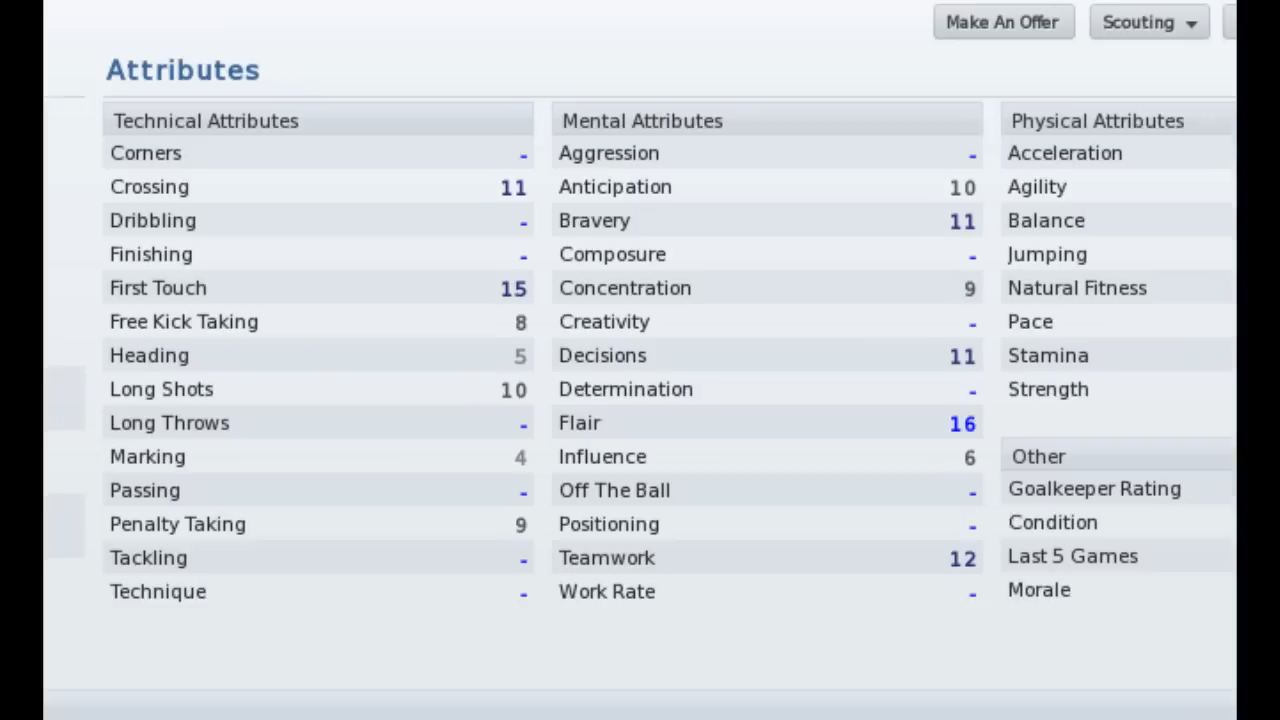 Make An Offer Scouting
Attributes
Technical Attributes Mental Attributes Physical Attributes
Corners - Aggression - Acceleration
Crossing 11 Anticipation 10 Agility
Dribbling - Bravery 11 Balance
Finishing - Composure - Jumping
First Touch 15 Concentration 9 Natural Fitness
Free Kick Taking 8 Creativity - Pace
Heading 5 Decisions 11 Stamina
Long Shots 10 Determination - Strength
Long Throws - Flair 16
Marking 4 Influence 6 Other
Passing - Off The Ball - Goalkeeper Rating
Penalty Taking 9 Positioning - Condition
Tackling - Teamwork 12 Last 5 Games
Technique - Work Rate - Morale